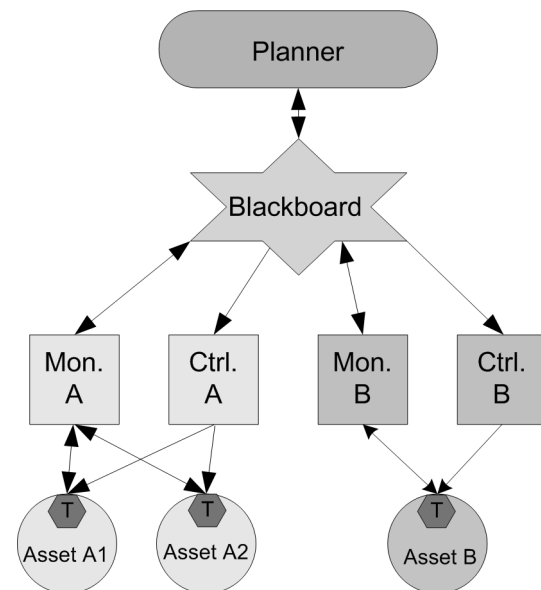 Planner
Blackboard
Mon.
A
Ctrl.
A
Mon.
B
Ctrl.
B
T
Asset A1
T
Asset A2
T
Asset B